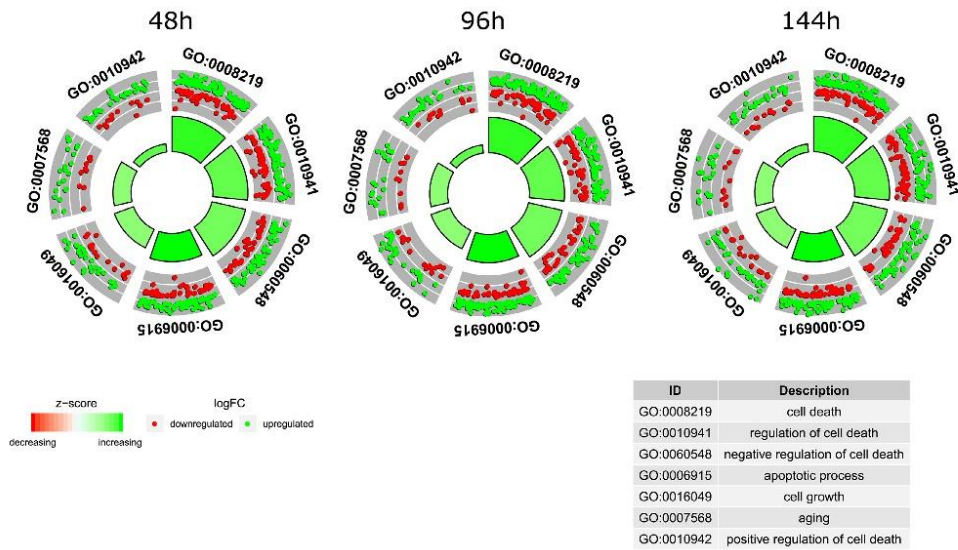 48h
96h
144h
GO:0010942
GO:0008219
GO:0007568
GO:0010941
GO:0016049
GO:0060548
GO:0006915
GO:0010942
GO:0008219
GO:0007568
GO:0010941
GO:0016049
GO:0060548
GO:0006915
GO:0010942
GO:0008219
GO:0007568
GO:0010941
GO:0016049
GO:0060548
GO:0006915
z-score
decreasing increasing
logFC
downregulated upregulated
ID Description
GO:0008219 cell death
GO:0010941 regulation of cell death
GO:0060548 negative regulation of cell death
GO:0006915 apoptotic process
GO:0016049 cell growth
GO:0007568 aging
GO:0010942 positive regulation of cell death